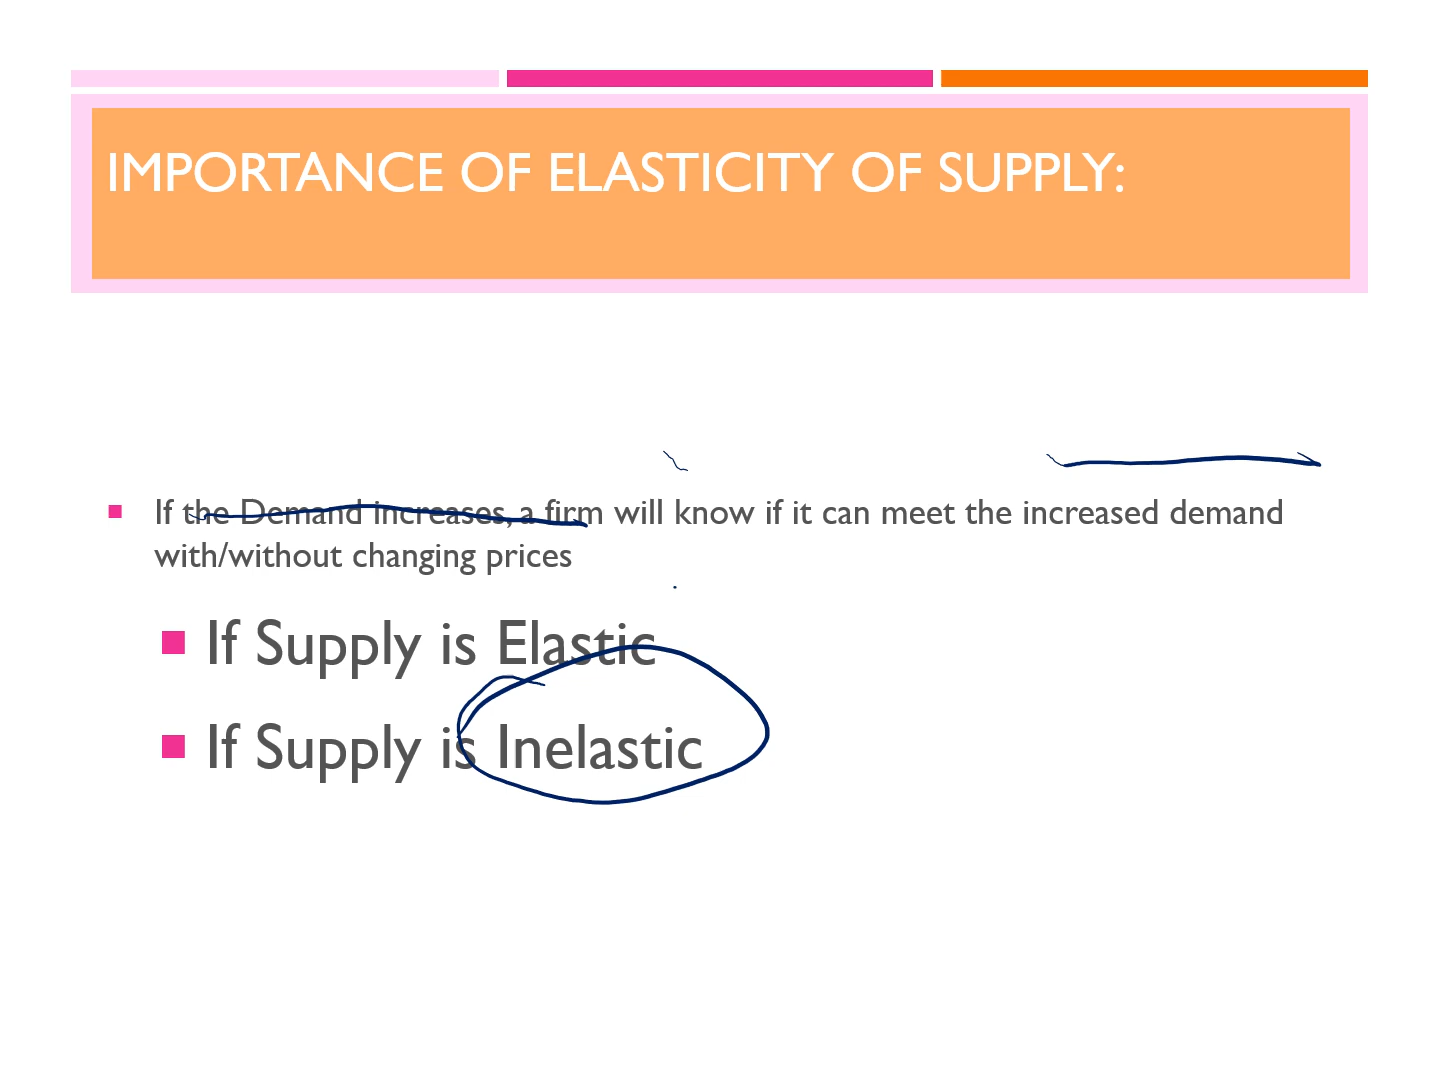 IMPORTANCE OF ELASTICITY OF SUPPLY:
If the Demand increases, a firm will know if it can meet the increased demand
with/without changing prices
If Supply is Elastic
If Supply is Inelastic